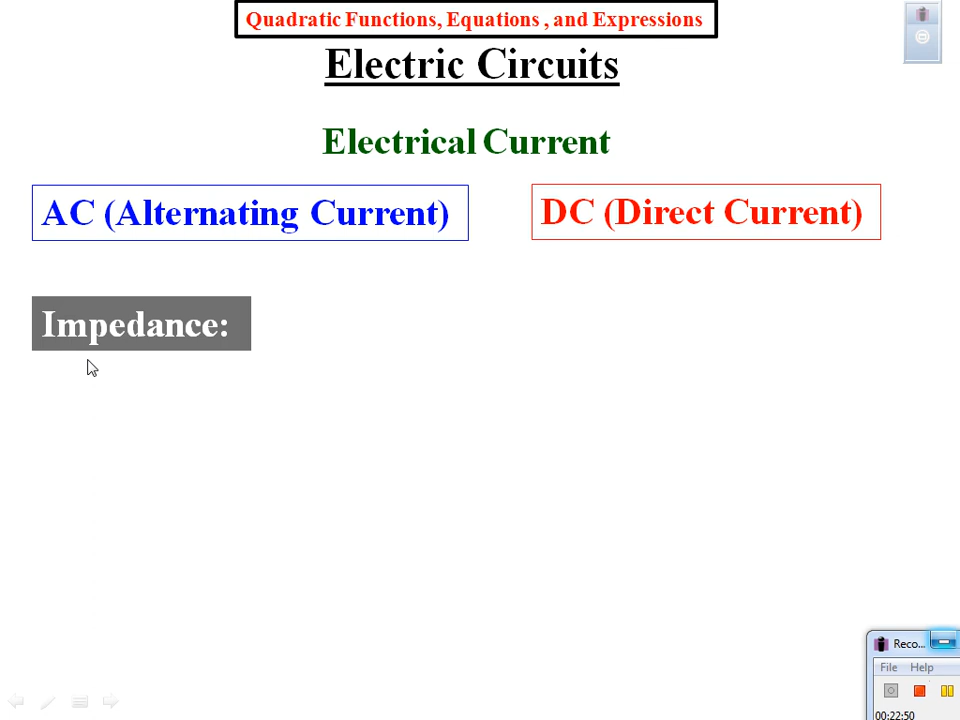 Quadratic Functions, Equations , and Expressions
Electric Circuits
Electrical Current
AC (Alternating Current)
DC (Direct Current)
Impedance:
Reco...
File Help
00:22:50